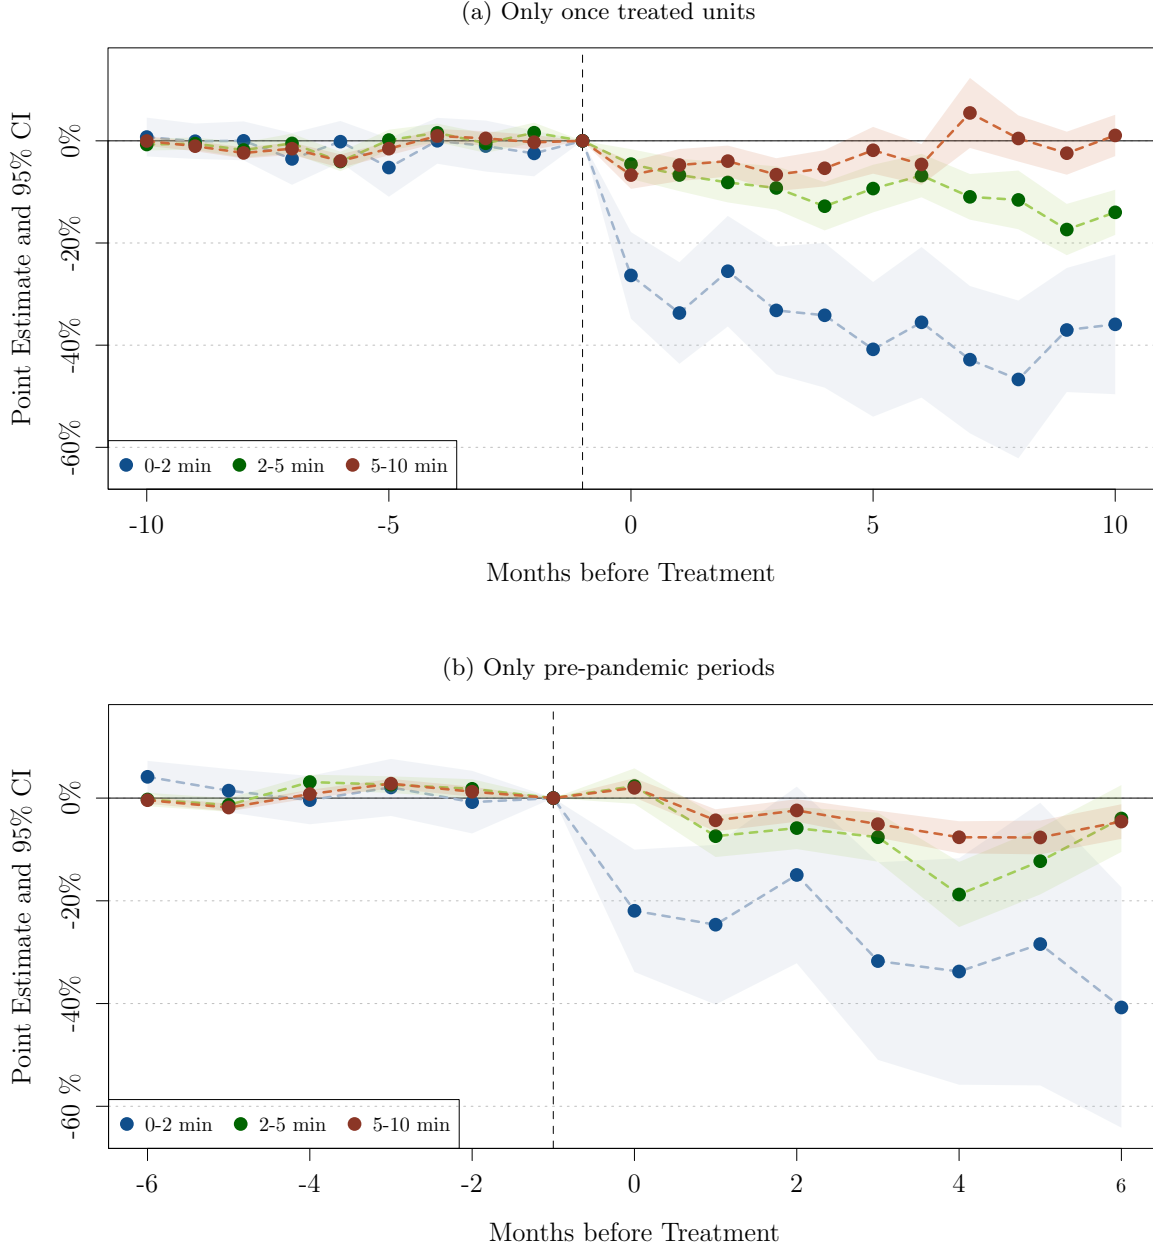 (a) Only once treated units
Point Estimate and 95% CI
0%
-20%
-40%
-60%
0-2 min 2-5 min 5-10 min
-10 -5 0 5 10
Months before Treatment
(b) Only pre-pandemic periods
Point Estimate and 95% CI
0%
-20%
-40%
-60 %
0-2 min 2-5 min 5-10 min
-6 -4 -2 0 2 4 6
Months before Treatment